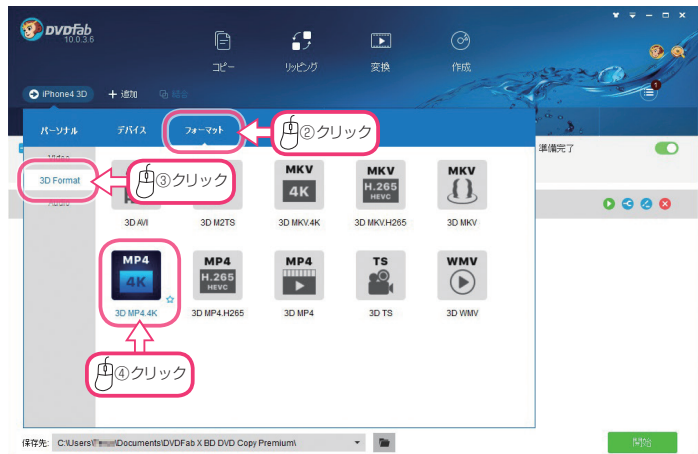 DVDFab
10.0.3.6
コピー
リッピング
変換
作成
iPhone4 3D
追加
統合
1
パーソナル
デバイス
フォーマット
②クリック
準備完了
Video
3D Format
③クリック
Audio
MKV
4K
MKV
H.265
HEVC
MKV
3D AVI
3D M2TS
3D MKV.4K
3D MKV.H265
3D MKV
MP4
4K
MP4
H.265
HEVC
MP4
TS
WMV
3D MP4.4K
3D MP4.H265
3D MP4
3D TS
3D WMV
④クリック
保存先:
C:\Users\
\Documents\DVDFab X BD DVD Copy Premium\
開始